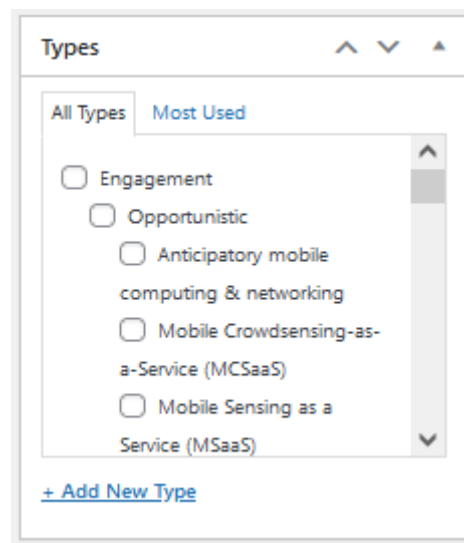 Types
All Types Most Used
Engagement
Opportunistic
Anticipatory mobile
computing & networking
Mobile Crowdsensing-as-
a-Service (MCSaaS)
Mobile Sensing as a
Service (MSaaS)
+ Add New Type